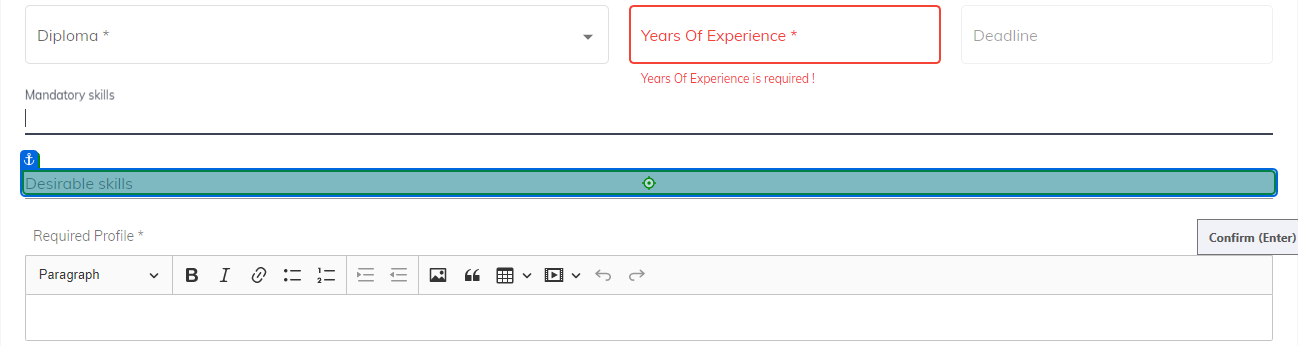 Diploma *
Years Of Experience *
Deadline
Years Of Experience is required !
Mandatory skills
Desirable skills
Required Profile *
Confirm (Enter)
Paragraph